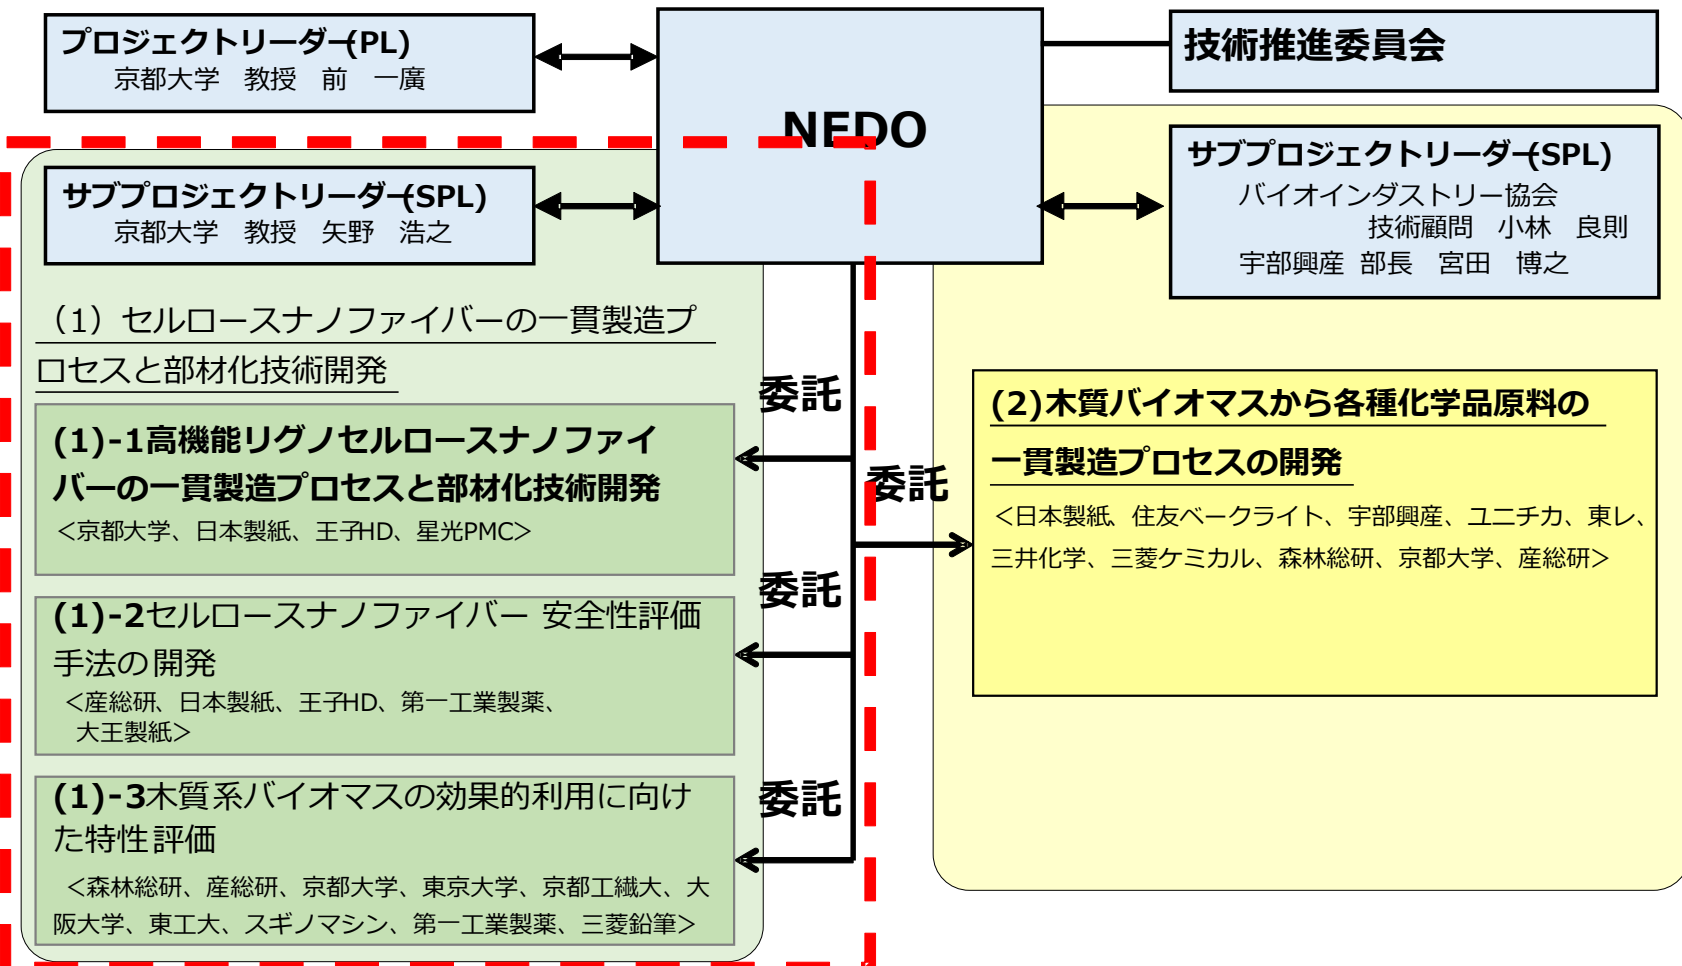 プロジェクトリーダー(PL)
京都大学　教授　前　一廣
NEDO
技術推進委員会
サブプロジェクトリーダー(SPL)
京都大学　教授　矢野　浩之
サブプロジェクトリーダー(SPL)
バイオインダストリー協会
技術顧問　小林　良則
宇部興産 部長　宮田　博之
（1）セルロースナノファイバーの一貫製造プ
ロセスと部材化技術開発
委託
(1)-1高機能リグノセルロースナノファイ
バーの一貫製造プロセスと部材化技術開発
＜京都大学、日本製紙、王子HD、星光PMC＞
委託
(2)木質バイオマスから各種化学品原料の
一貫製造プロセスの開発
＜日本製紙、住友ベークライト、宇部興産、ユニチカ、東レ、
三井化学、三菱ケミカル、森林総研、京都大学、産総研＞
委託
(1)-2セルロースナノファイバー 安全性評価
手法の開発
＜産総研、日本製紙、王子HD、第一工業製薬、
大王製紙＞
委託
(1)-3木質系バイオマスの効果的利用に向け
た特性評価
＜森林総研、産総研、京都大学、東京大学、京都工繊大、大
阪大学、東工大、スギノマシン、第一工業製薬、三菱鉛筆＞